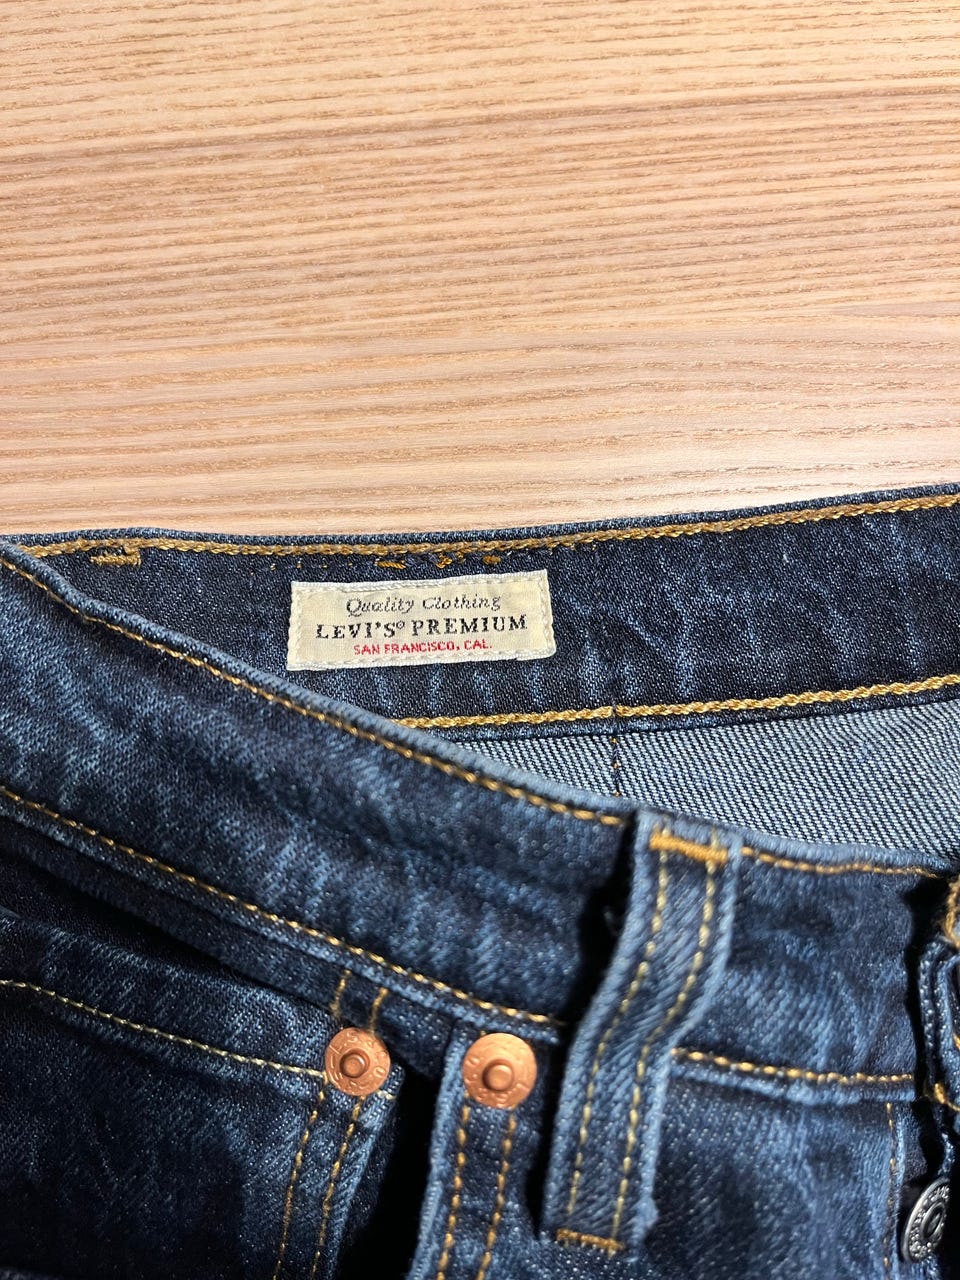 Quality Clothing
LEVI'S® PREMIUM
SAN FRANCISCO, CAL.